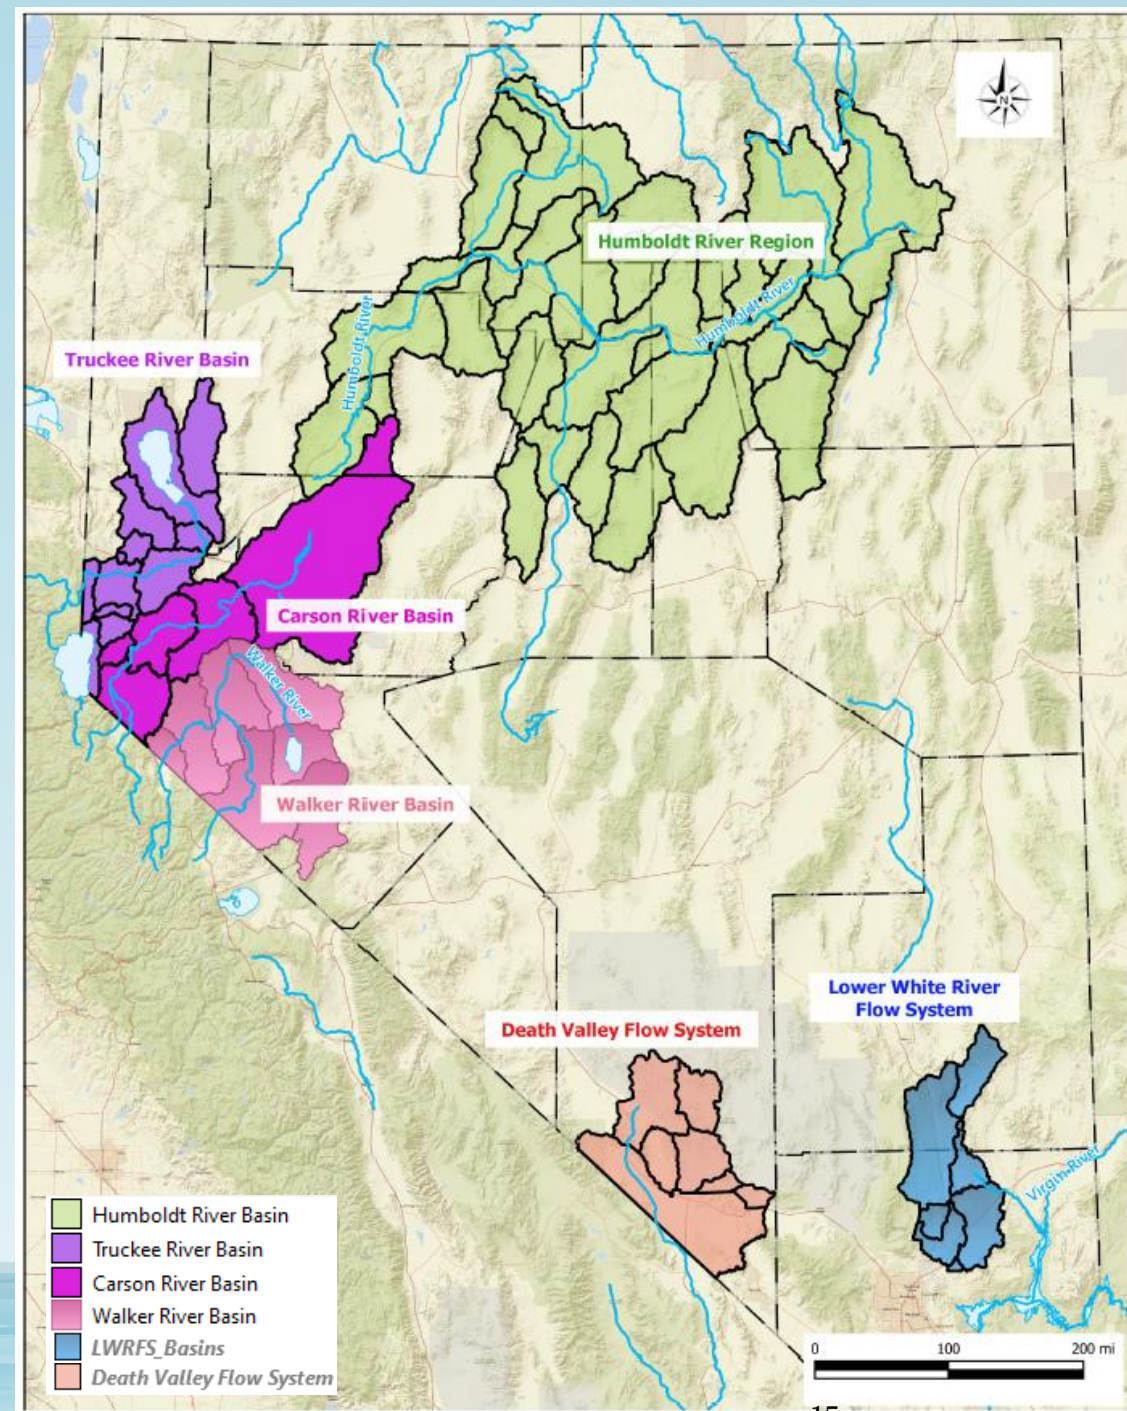 N
Humboldt River Region
Humboldt River
Humboldt River
Truckee River Basin
Carson River Basin
Walker River
Walker River Basin
Lower White River
Flow System
Death Valley Flow System
Virgin River
Humboldt River Basin
Truckee River Basin
Carson River Basin
Walker River Basin
LWRFS_Basins
Death Valley Flow System
0 100 200 mi
15